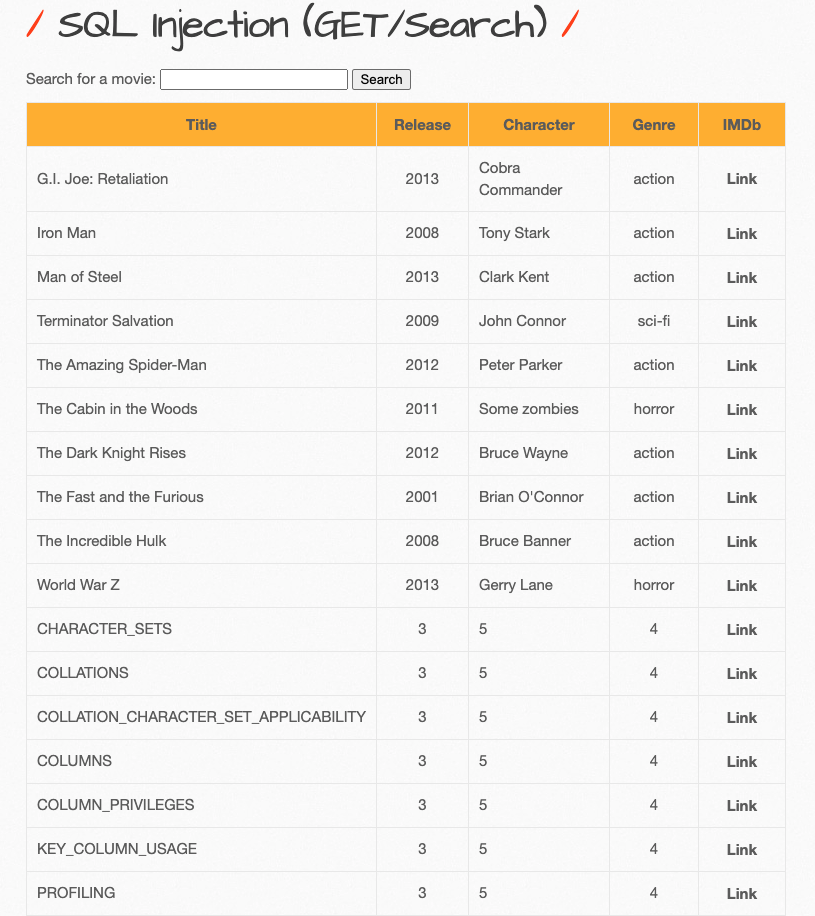 / SQL Injection (GET/Search) /
Search for a movie: Search
Title Release Character Genre IMDb
G.I. Joe: Retaliation 2013 Cobra Commander action Link
Iron Man 2008 Tony Stark action Link
Man of Steel 2013 Clark Kent action Link
Terminator Salvation 2009 John Connor sci-fi Link
The Amazing Spider-Man 2012 Peter Parker action Link
The Cabin in the Woods 2011 Some zombies horror Link
The Dark Knight Rises 2012 Bruce Wayne action Link
The Fast and the Furious 2001 Brian O'Connor action Link
The Incredible Hulk 2008 Bruce Banner action Link
World War Z 2013 Gerry Lane horror Link
CHARACTER_SETS 3 5 4 Link
COLLATIONS 3 5 4 Link
COLLATION_CHARACTER_SET_APPLICABILITY 3 5 4 Link
COLUMNS 3 5 4 Link
COLUMN_PRIVILEGES 3 5 4 Link
KEY_COLUMN_USAGE 3 5 4 Link
PROFILING 3 5 4 Link